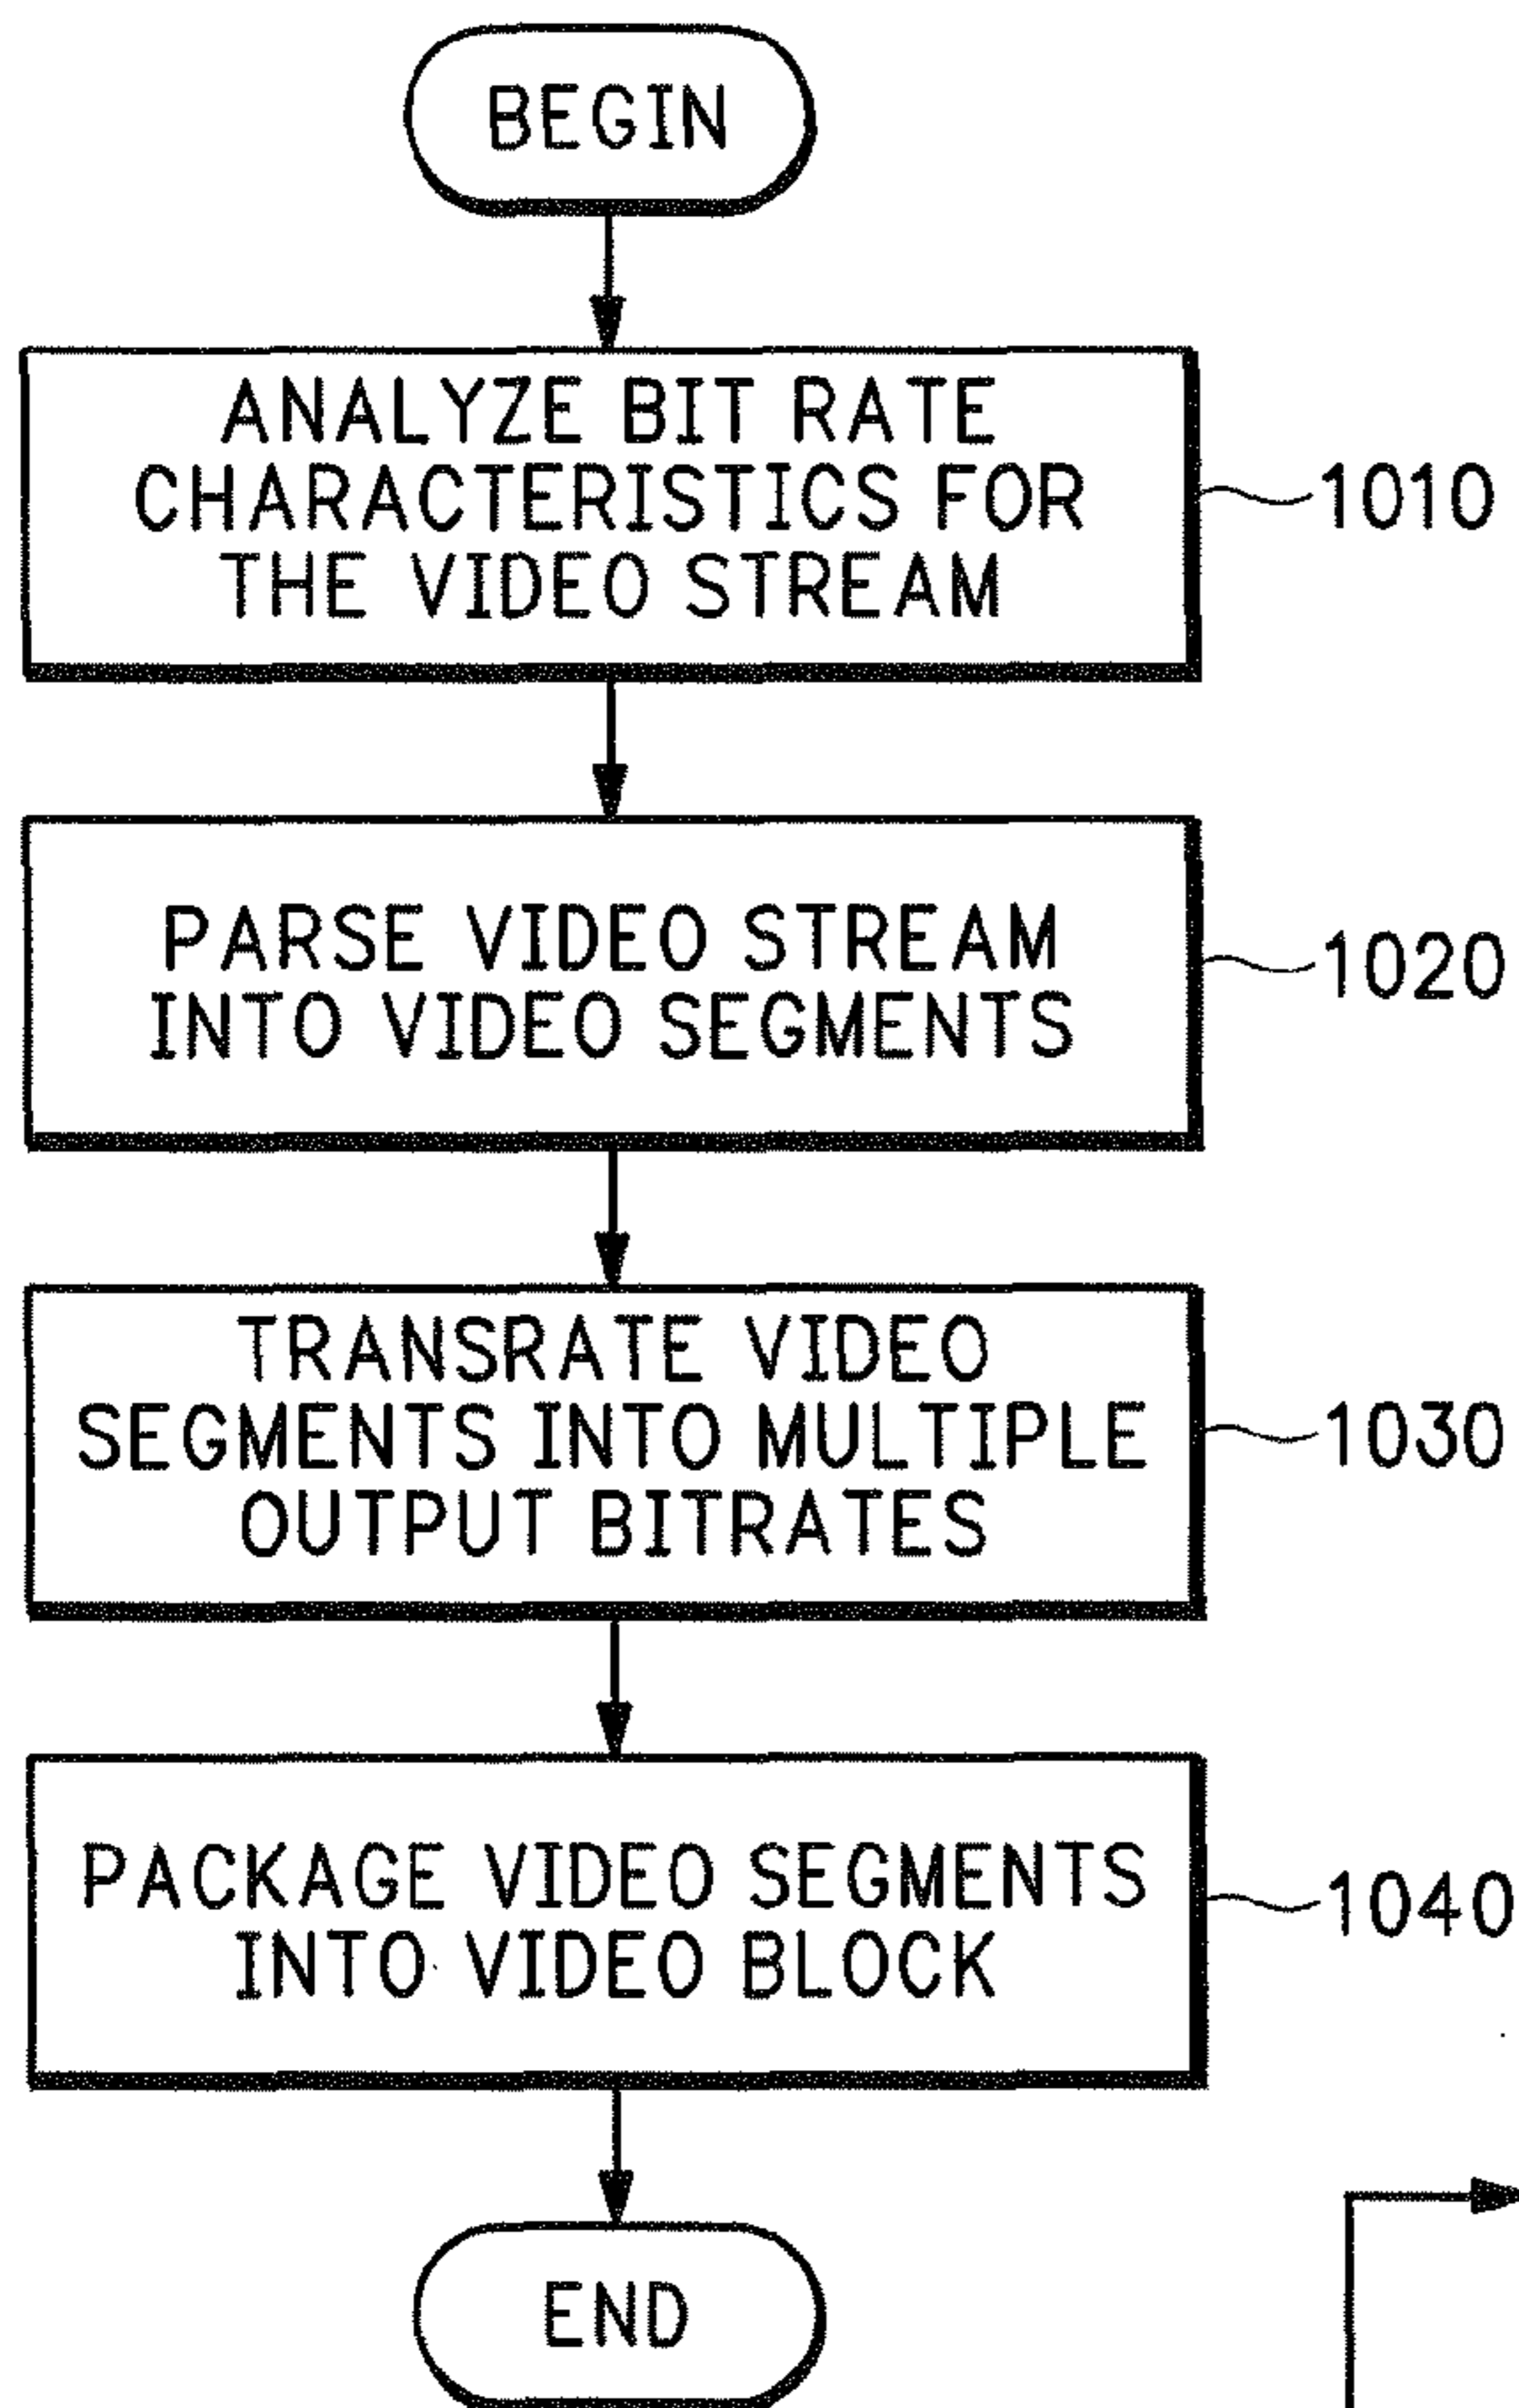 BEGIN
ANALYZE BIT RATE
CHARACTERISTICS FOR
THE VIDEO STREAM
1010
PARSE VIDEO STREAM
INTO VIDEO SEGMENTS
1020
TRANSRATE VIDEO
SEGMENTS INTO MULTIPLE
OUTPUT BITRATES
1030
PACKAGE VIDEO SEGMENTS
INTO VIDEO BLOCK
1040
END